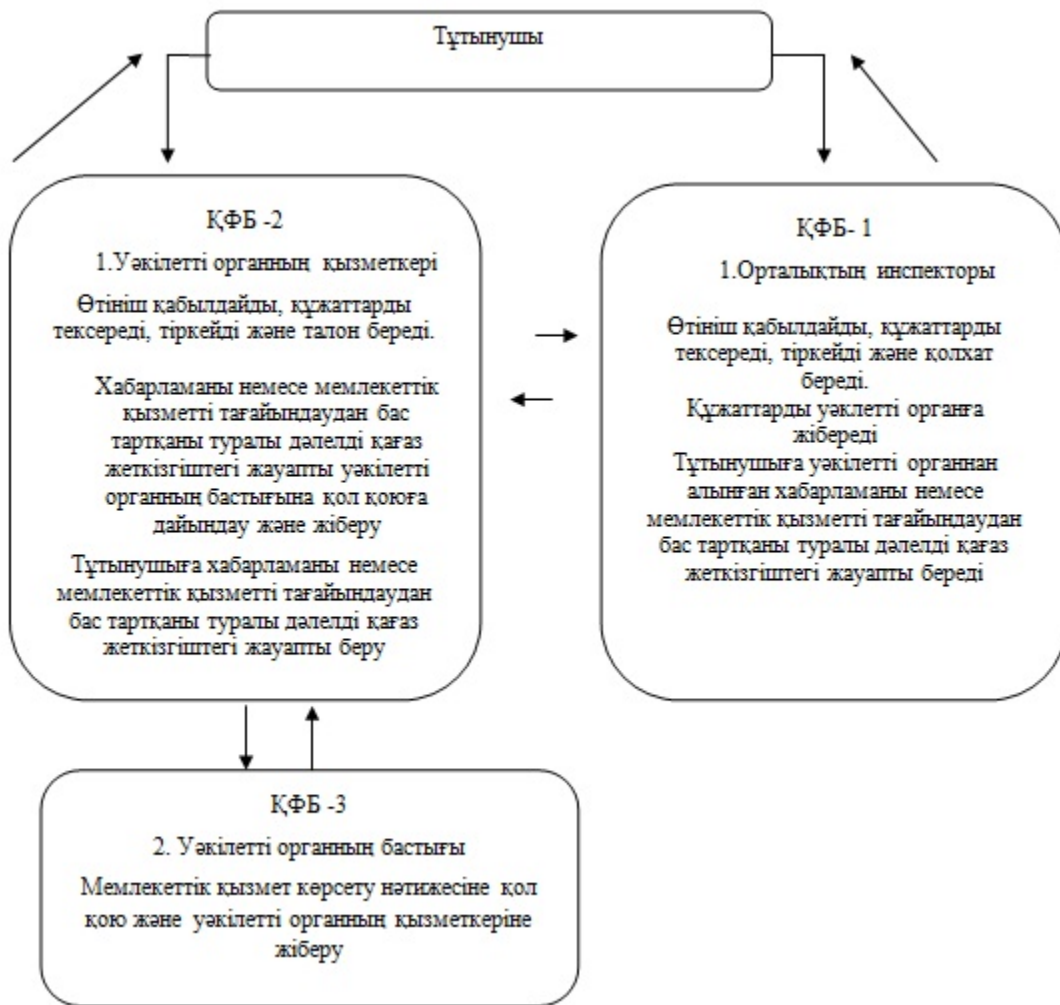 Тұтынушы
ҚФБ -2
1.Уәкілетті органның қызметкері
Өтініш қабылдайды, құжаттарды
тексереді, тіркейді және талон береді.
Хабарламаны немесе мемлекеттік
қызметті тағайындаудан бас
тартқаны туралы дәлелді қағаз
жеткізгіштегі жауапты уәкілетті
органның бастығына қол қоюға
дайындау және жіберу
Тұтынушыға хабарламаны немесе
мемлекеттік қызметті тағайындаудан
бас тартқаны туралы дәлелді қағаз
жеткізгіштегі жауапты беру
ҚФБ- 1
1.Орталықтың инспекторы
Өтініш қабылдайды, құжаттарды
тексереді, тіркейді және қолхат
береді.
Құжаттарды уәклетті органға
жібереді
Тұтынушыға уәкілетті органнан
алынған хабарламаны немесе
мемлекеттік қызметті тағайындаудан
бас тартқаны туралы дәлелді қағаз
жеткізгіштегі жауапты береді
ҚФБ -3
2. Уәкілетті органның бастығы
Мемлекеттік қызмет көрсету нәтижесіне қол
қою және уәкілетті органның қызметкеріне
жіберу